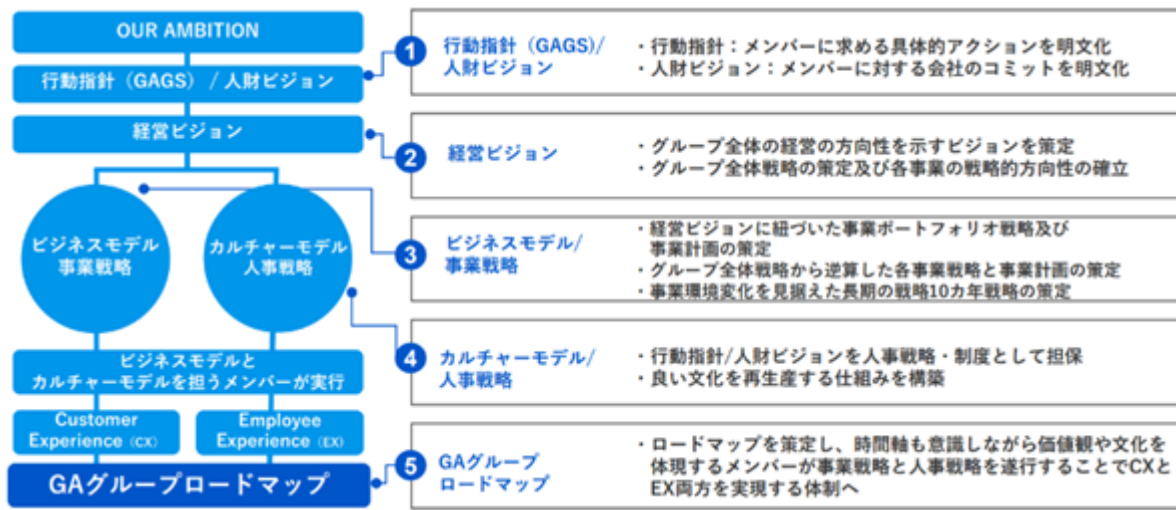 OUR AMBITION
行動指針（GAGS）/ 人財ビジョン
経営ビジョン
ビジネスモデル
事業戦略
カルチャーモデル
人事戦略
ビジネスモデルと
カルチャーモデルを担うメンバーが実行
Customer
Experience（CX）
Employee
Experience（EX）
GAグループロードマップ
1
行動指針（GAGS）/
人財ビジョン
・行動指針：メンバーに求める具体的アクションを明文化
・人財ビジョン：メンバーに対する会社のコミットを明文化
2
経営ビジョン
・グループ全体の経営の方向性を示すビジョンを策定
・グループ全体戦略の策定及び各事業の戦略的方向性の確立
3
ビジネスモデル/
事業戦略
・経営ビジョンに紐づいた事業ポートフォリオ戦略及び
事業計画の策定
・グループ全体戦略から逆算した各事業戦略と事業計画の策定
・事業環境変化を見据えた長期の戦略10カ年戦略の策定
4
カルチャーモデル/
人事戦略
・行動指針/人財ビジョンを人事戦略・制度として担保
・良い文化を再生産する仕組みを構築
5
GAグループ
ロードマップ
・ロードマップを策定し、時間軸も意識しながら価値観や文化を
体現するメンバーが事業戦略と人事戦略を遂行することでCXと
EX両方を実現する体制へ